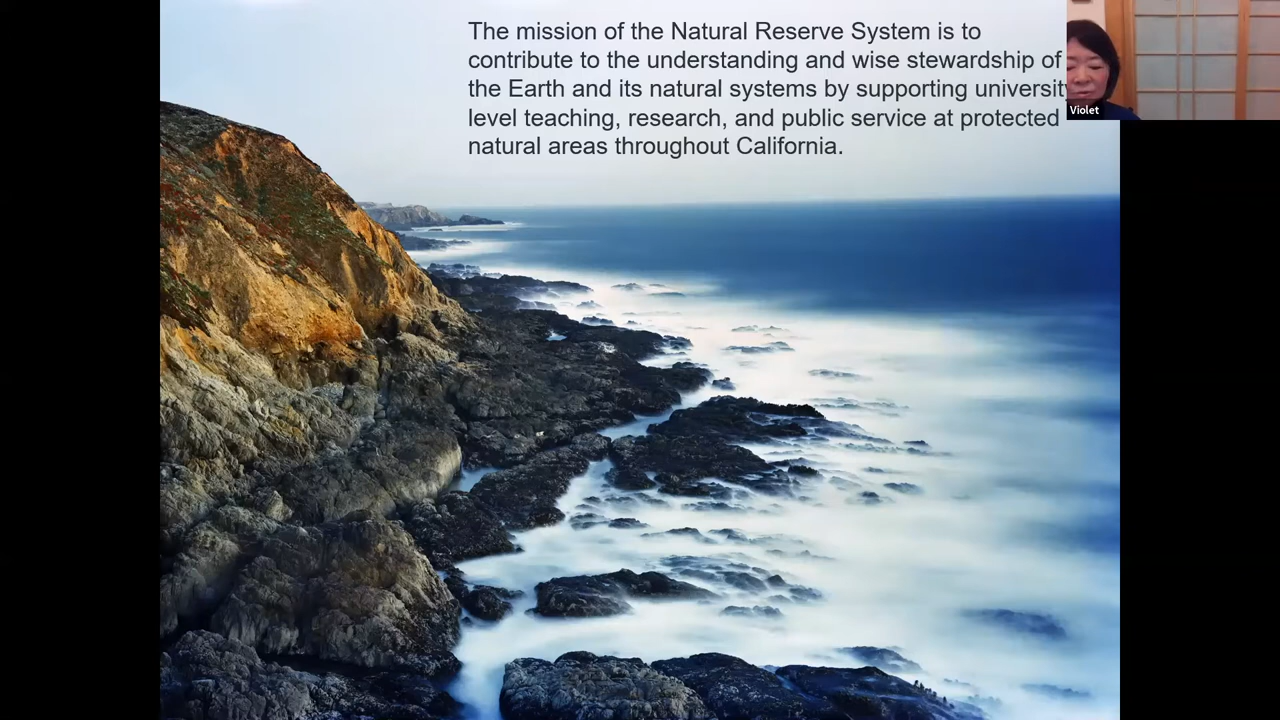 The mission of the Natural Reserve System is to
contribute to the understanding and wise stewardship of
the Earth and its natural systems by supporting university
level teaching, research, and public service at protected
natural areas throughout California.
Violet